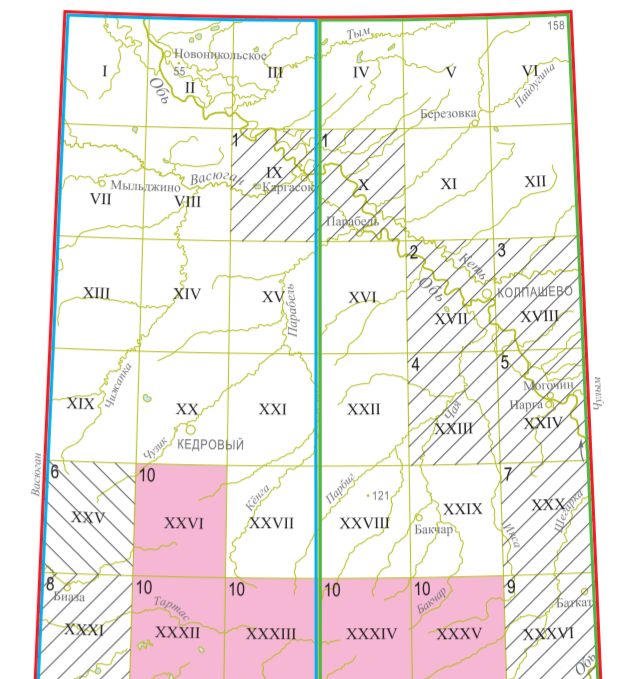 158
Тым
I
Новоникольское
55
II
III
IV
V
VI
Обь
Пайдугина
Березовка
1
1
Васюган
IX
Каргасок
X
XI
XII
Мыльджино
VII
VIII
Парабель
2
3
Кеть
Обь
КОЛПАШЕВО
XIII
XIV
XV
XVI
XVII
XVIII
Парабель
4
5
Чижапка
Могочин
Чулым
Нарга
XIX
XX
XXI
XXII
Чая
XXIII
XXIV
Чузик
КЕДРОВЫЙ
Васюган
6
10
7
Кёнга
Парбиг
121
XXV
XXVI
XXVII
XXVIII
XXIX
XXX
Шегарка
Бакчар
Икса
8
10
10
10
10
9
Биаза
Тартас
Бакчар
Баткат
XXXI
XXXII
XXXIII
XXXIV
XXXV
XXXVI
Обь